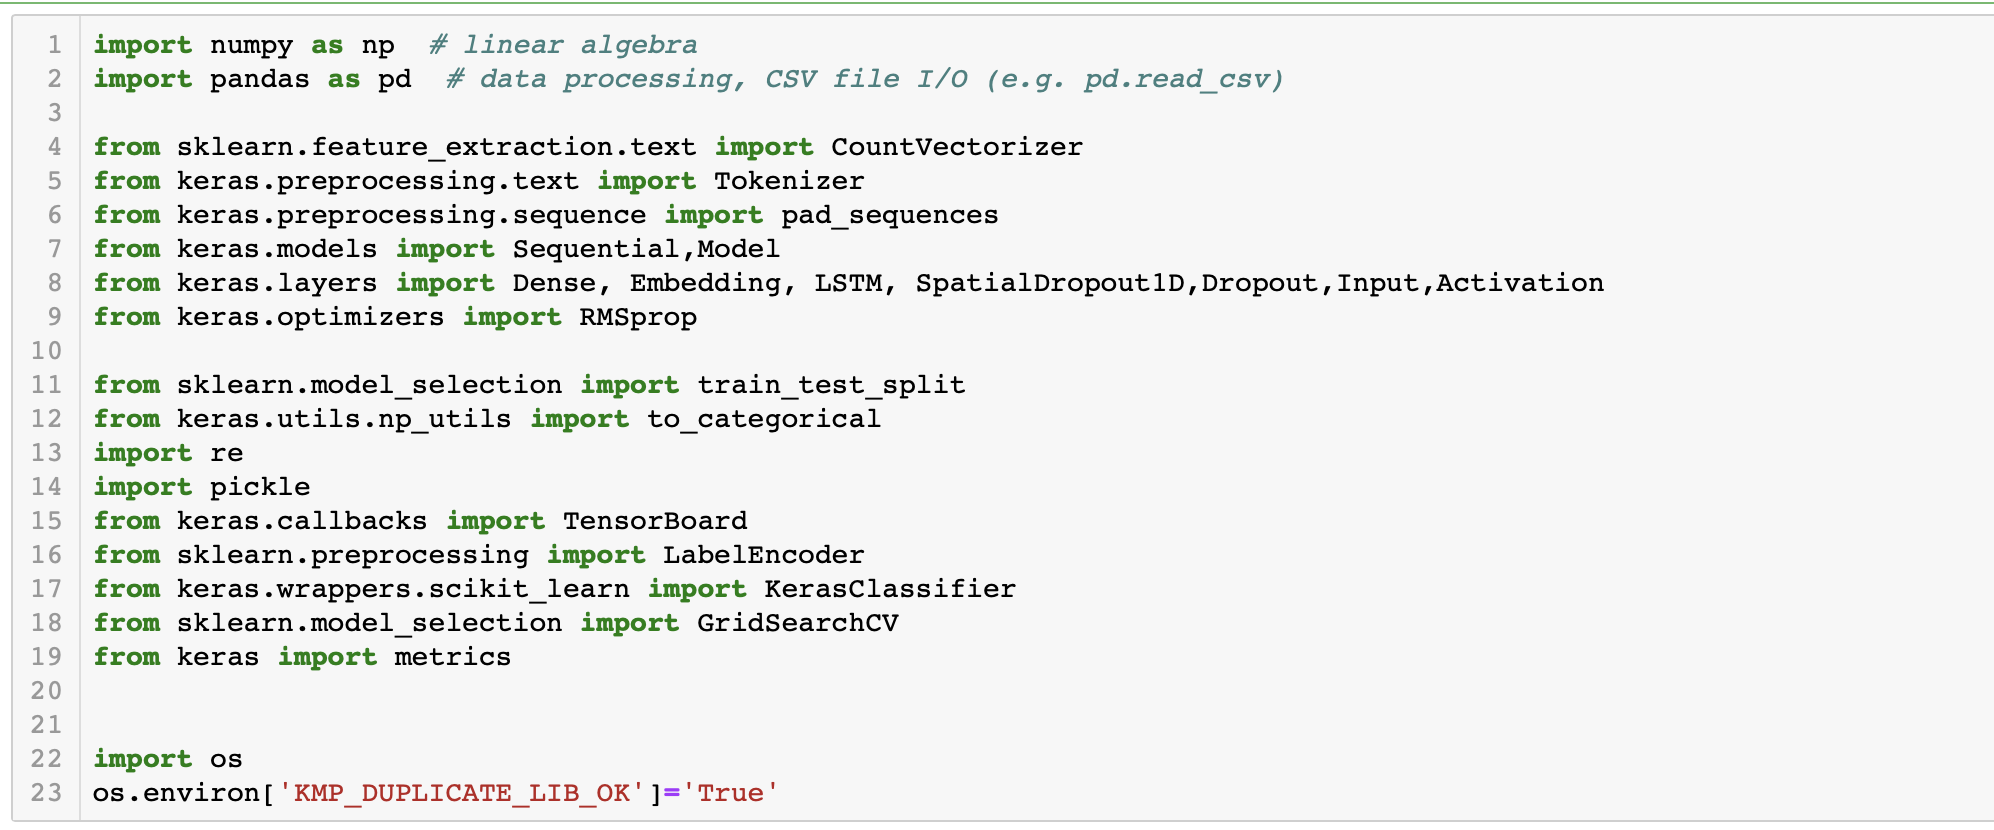 1 import numpy as np  # linear algebra
2 import pandas as pd  # data processing, CSV file I/O (e.g. pd.read_csv)
3
4 from sklearn.feature_extraction.text import CountVectorizer
5 from keras.preprocessing.text import Tokenizer
6 from keras.preprocessing.sequence import pad_sequences
7 from keras.models import Sequential,Model
8 from keras.layers import Dense, Embedding, LSTM, SpatialDropout1D,Dropout,Input,Activation
9 from keras.optimizers import RMSprop
10
11 from sklearn.model_selection import train_test_split
12 from keras.utils.np_utils import to_categorical
13 import re
14 import pickle
15 from keras.callbacks import TensorBoard
16 from sklearn.preprocessing import LabelEncoder
17 from keras.wrappers.scikit_learn import KerasClassifier
18 from sklearn.model_selection import GridSearchCV
19 from keras import metrics
20
21
22 import os
23 os.environ['KMP_DUPLICATE_LIB_OK']='True'